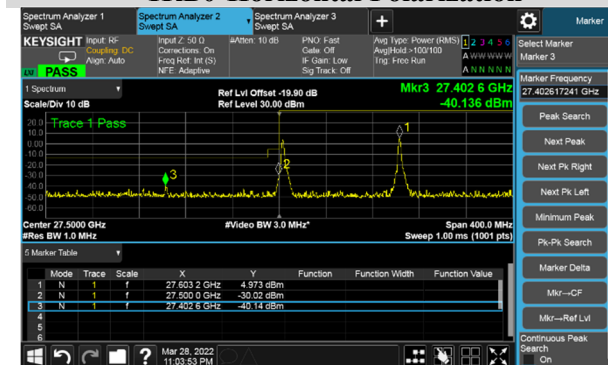 Spectrum Analyzer 1
Swept SA
Spectrum Analyzer 2
Swept SA
Spectrum Analyzer 3
Swept SA
+
Marker
KEYSIGHT
Input: RF
Coupling: DC
Align: Auto
Input Z: 50 Ω
Corrections: On
Freq Ref: Int (S)
NFE: Adaptive
#Atten: 10 dB
PNO: Fast
Gate: Off
IF Gain: Low
Sig Track: Off
Avg Type: Power (RMS)
Avg|Hold:>100/100
Trig: Free Run
1 2 3 4 5 6
A W W W W W
A N N N N N
PASS
Select Marker
Marker 3
Marker Frequency
27.402617241 GHz
Peak Search
Next Peak
Next Pk Right
Next Pk Left
Minimum Peak
Pk-Pk Search
Marker Delta
Mkr→CF
Mkr→Ref Lvl
Continuous Peak
Search
On
1 Spectrum
Scale/Div 10 dB
Ref Lvl Offset -19.90 dB
Ref Level 30.00 dBm
Mkr3 27.402 6 GHz
-40.136 dBm
Trace 1 Pass
20.0
10.0
0.00
-10.0
-20.0
-30.0
-40.0
-50.0
-60.0
1
2
3
Center 27.5000 GHz
#Res BW 1.0 MHz
#Video BW 3.0 MHz*
Span 400.0 MHz
Sweep 1.00 ms (1001 pts)
5 Marker Table
Mode Trace Scale X Y Function Function Width Function Value
1 N 1 f 27.603 2 GHz 4.973 dBm
2 N 1 f 27.500 0 GHz -30.02 dBm
3 N 1 f 27.402 6 GHz -40.14 dBm
4
5
6
?
Mar 28, 2022
11:03:53 PM